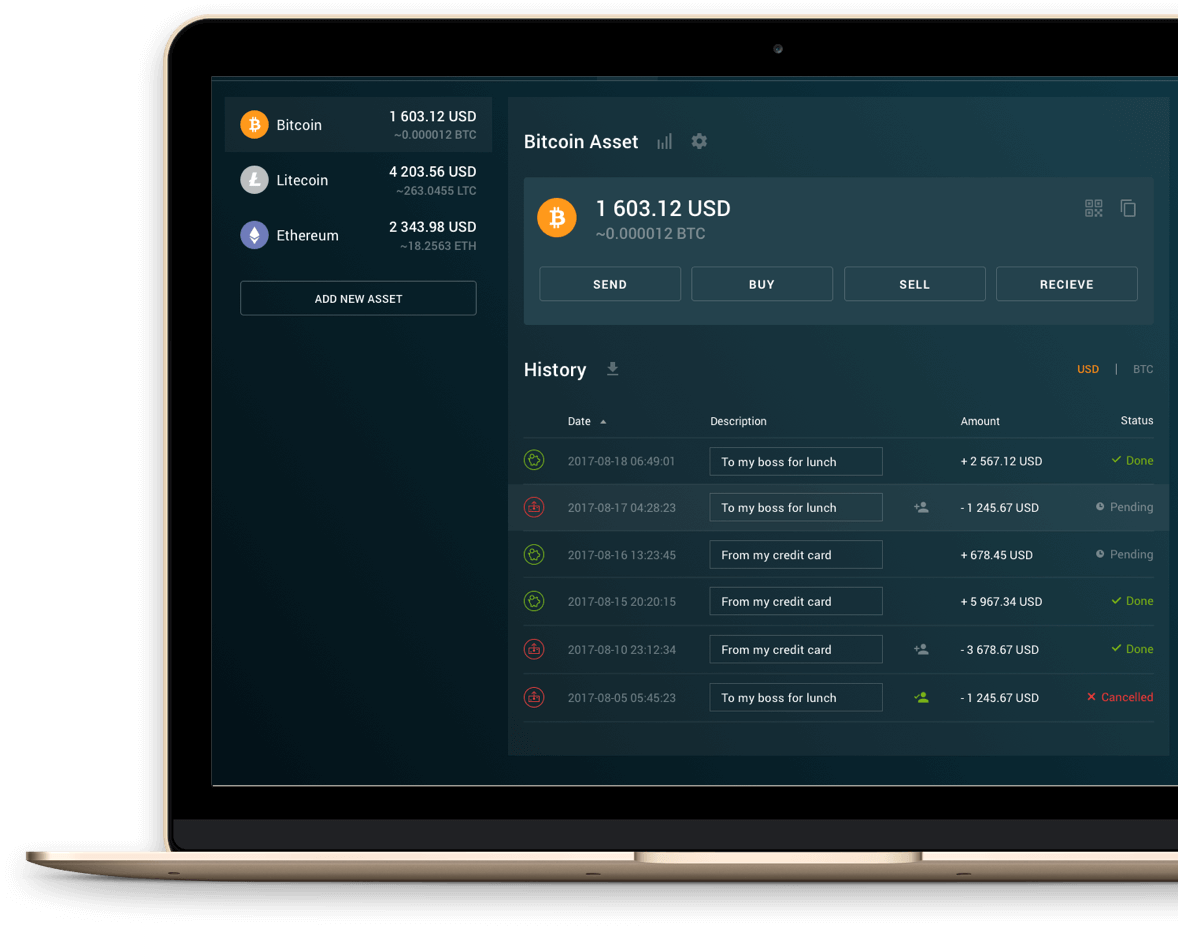 Bitcoin
1 603.12 USD
~0.000012 BTC
Litecoin
4 203.56 USD
~263.0455 LTC
Ethereum
2 343.98 USD
~18.2563 ETH
ADD NEW ASSET
Bitcoin Asset
1 603.12 USD
~0.000012 BTC
SEND BUY SELL RECIEVE
History USD | BTC
Date Description Amount Status
2017-08-18 06:49:01 To my boss for lunch + 2 567.12 USD Done
2017-08-17 04:28:23 To my boss for lunch - 1 245.67 USD Pending
2017-08-16 13:23:45 From my credit card + 678.45 USD Pending
2017-08-15 20:20:15 From my credit card + 5 967.34 USD Done
2017-08-10 23:12:34 From my credit card - 3 678.67 USD Done
2017-08-05 05:45:23 To my boss for lunch - 1 245.67 USD Cancelled